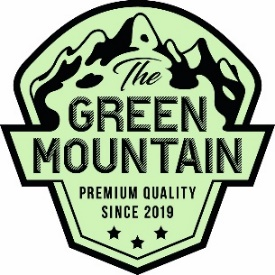 The
GREEN
MOUNTAIN
PREMIUM QUALITY
SINCE 2019